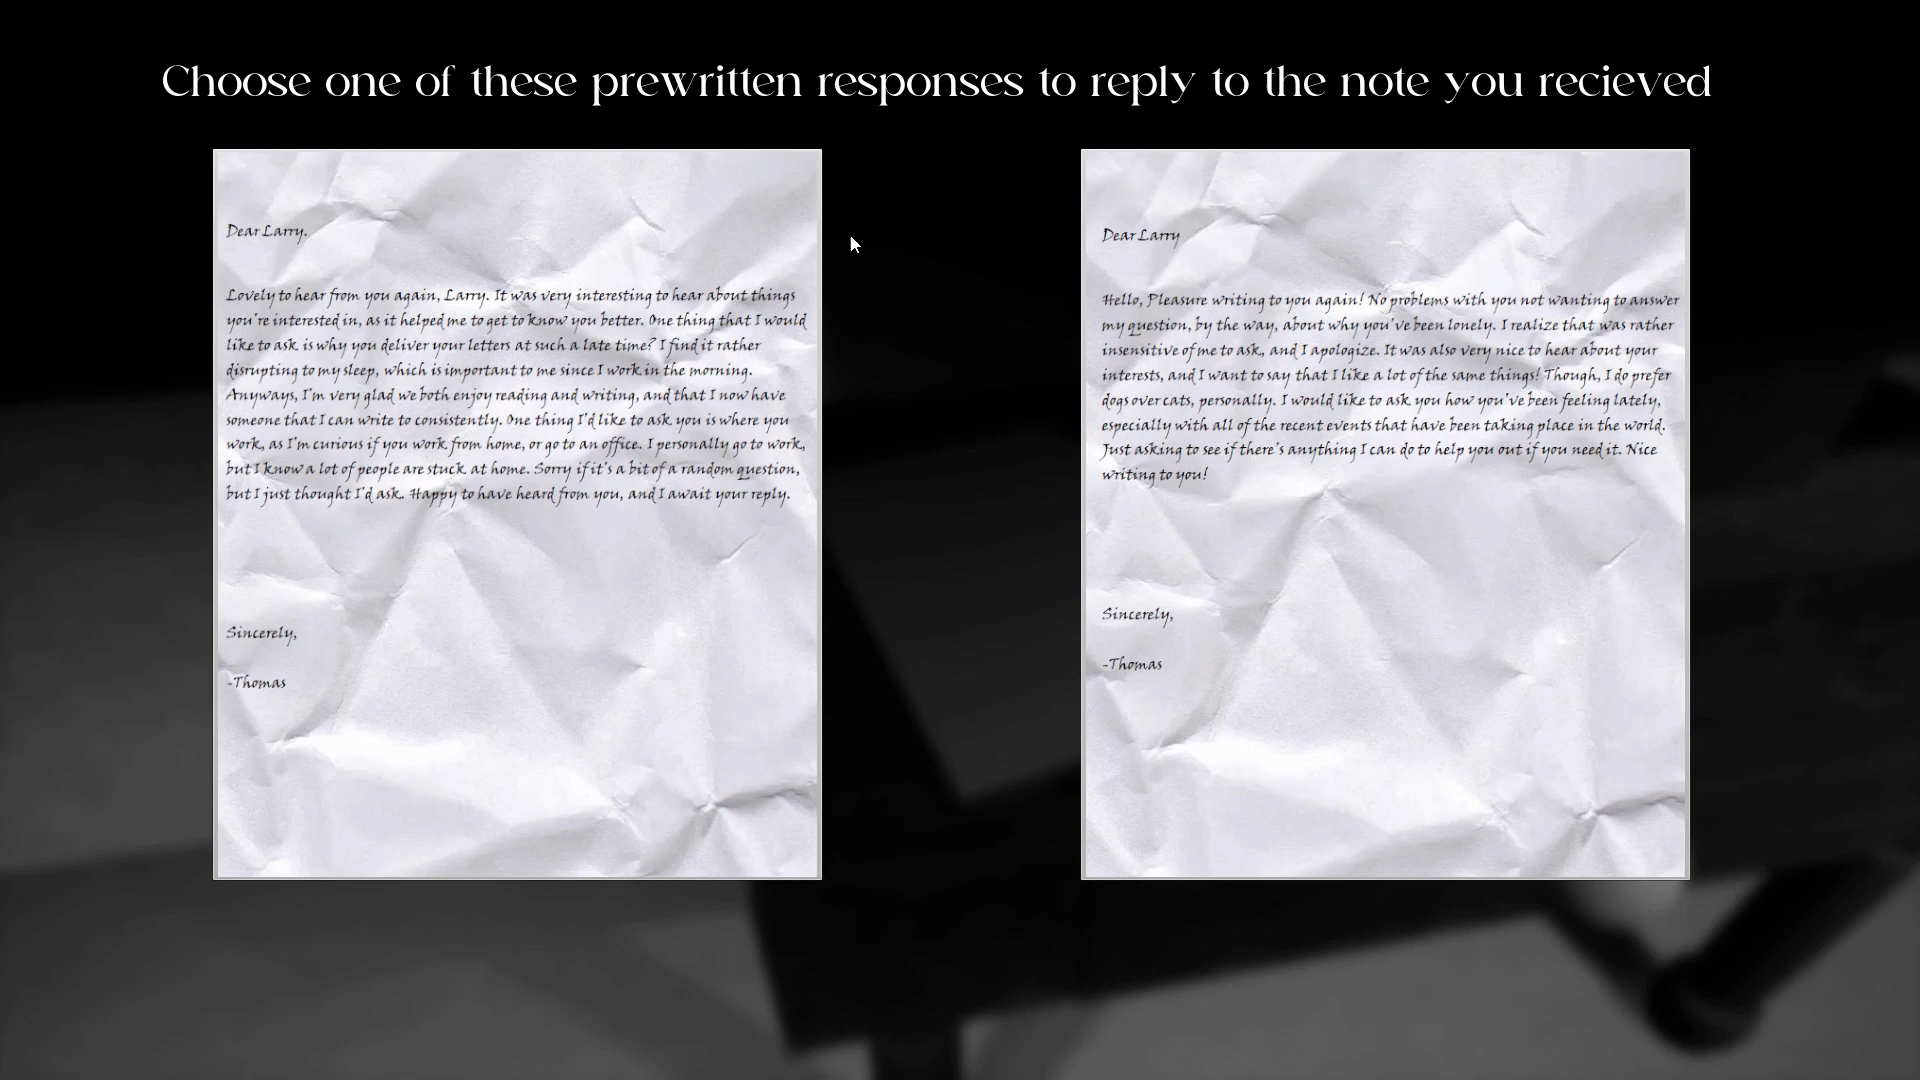 Choose one of these prewritten responses to reply to the note you recieved
Dear Larry.
Lovely to hear from you again, Larry. It was very interesting to hear about things
you're interested in, as it helped me to get to know you better. One thing that I would
like to ask is why you deliver your letters at such a late time? I find it rather
disrupting to my sleep, which is important to me since I work in the morning.
Anyways, I'm very glad we both enjoy reading and writing, and that I now have
someone that I can write to consistently. One thing I'd like to ask you is where you
work, as I'm curious if you work from home, or go to an office. I personally go to work,
but I know a lot of people are stuck at home. Sorry if it's a bit of a random question,
but I just thought I'd ask. Happy to have heard from you, and I await your reply.
Sincerely,
-Thomas
Dear Larry
Hello, Pleasure writing to you again! No problems with you not wanting to answer
my question, by the way, about why you've been lonely. I realize that was rather
insensitive of me to ask, and I apologize. It was also very nice to hear about your
interests, and I want to say that I like a lot of the same things! Though, I do prefer
dogs over cats, personally. I would like to ask you how you've been feeling lately,
especially with all of the recent events that have been taking place in the world.
Just asking to see if there's anything I can do to help you out if you need it. Nice
writing to you!
Sincerely,
-Thomas